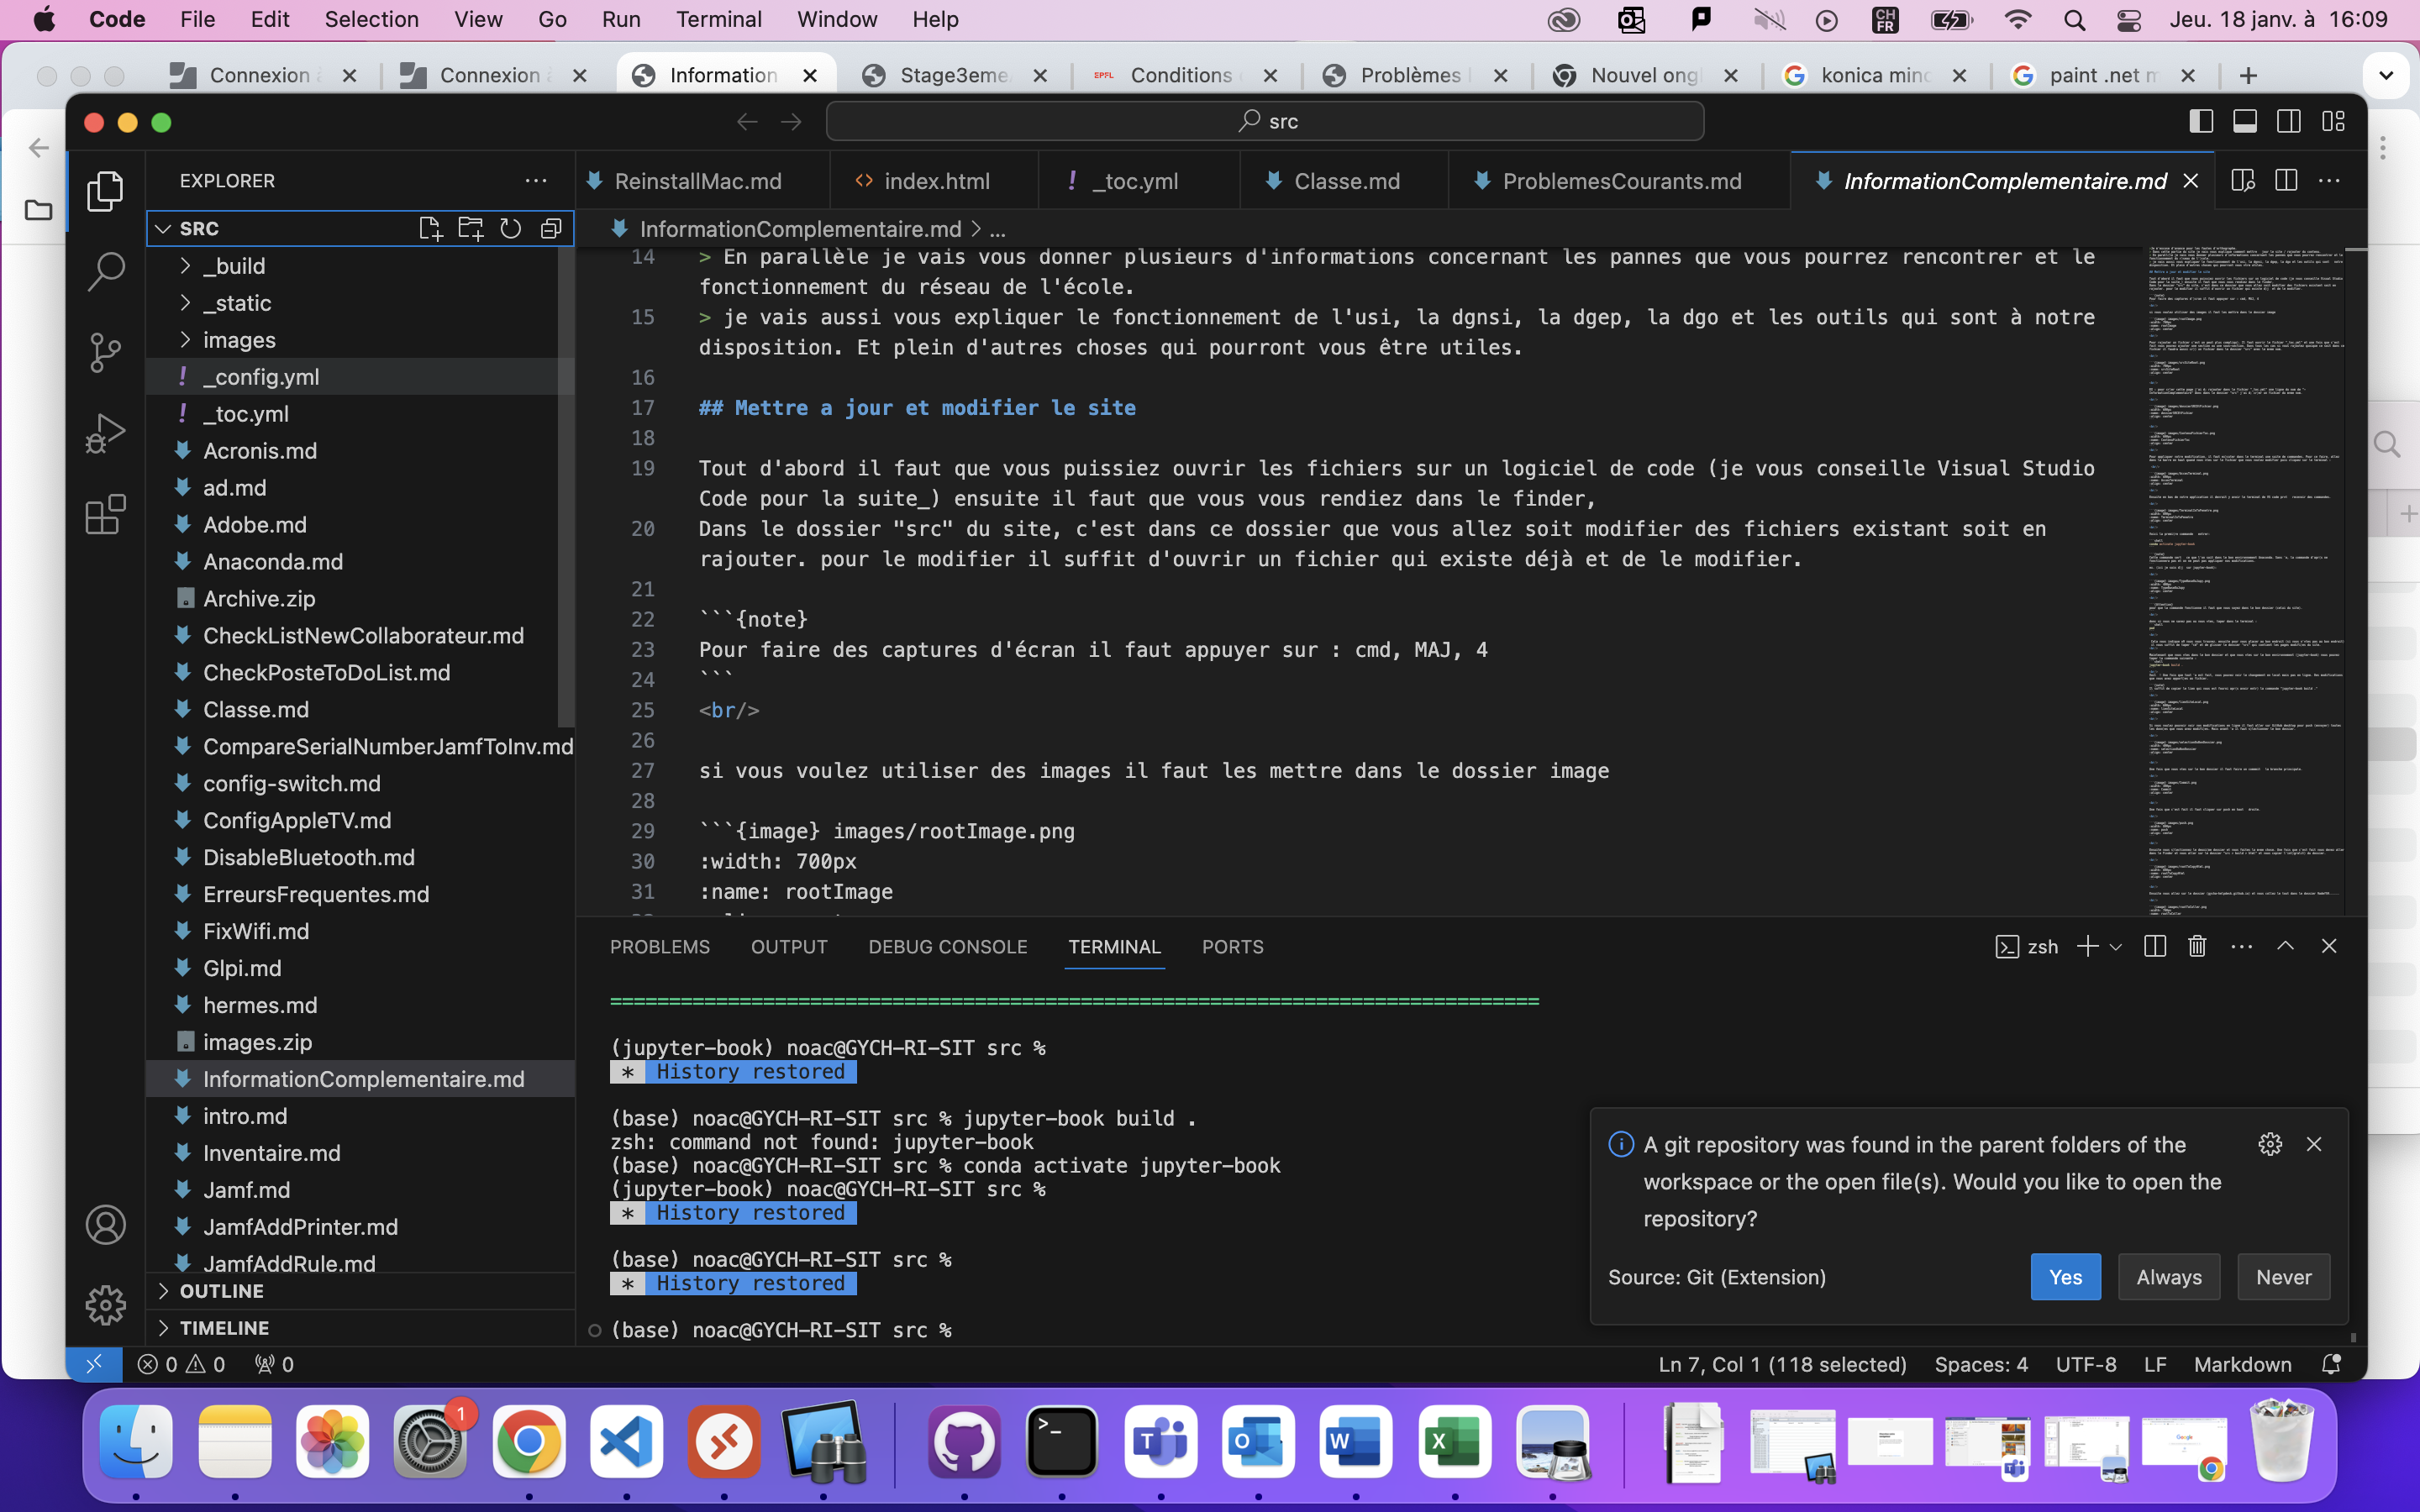 Code File Edit Selection View Go Run Terminal Window Help CH FR Jeu. 18 janv. à 16:09
Connexion à Connexion à Information Stage3eme Conditions Problèmes Nouvel ongl konica mino paint .net m
EPFL
src
EXPLORER
ReinstallMac.md index.html _toc.yml Classe.md ProblemesCourants.md InformationComplementaire.md
InformationComplementaire.md > ...
SRC
_build
_static
images
_config.yml
_toc.yml
Acronis.md
ad.md
Adobe.md
Anaconda.md
Archive.zip
CheckListNewCollaborateur.md
CheckPosteToDoList.md
Classe.md
CompareSerialNumberJamfToInv.md
config-switch.md
ConfigAppleTV.md
DisableBluetooth.md
ErreursFrequentes.md
FixWifi.md
Glpi.md
hermes.md
images.zip
InformationComplementaire.md
intro.md
Inventaire.md
Jamf.md
JamfAddPrinter.md
JamfAddRule.md
OUTLINE
TIMELINE
14 > En parallèle je vais vous donner plusieurs d'informations concernant les pannes que vous pourrez rencontrer et le
fonctionnement du réseau de l'école.
15 > je vais aussi vous expliquer le fonctionnement de l'usi, la dgnsi, la dgep, la dgo et les outils qui sont à notre
disposition. Et plein d'autres choses qui pourront vous être utiles.
16
17 ## Mettre a jour et modifier le site
18
19 Tout d'abord il faut que vous puissiez ouvrir les fichiers sur un logiciel de code (je vous conseille Visual Studio
Code pour la suite_) ensuite il faut que vous vous rendiez dans le finder,
20 Dans le dossier "src" du site, c'est dans ce dossier que vous allez soit modifier des fichiers existant soit en
rajouter. pour le modifier il suffit d'ouvrir un fichier qui existe déjà et de le modifier.
21
22 ```{note}
23 Pour faire des captures d'écran il faut appuyer sur : cmd, MAJ, 4
24 ```
25 <br/>
26
27 si vous voulez utiliser des images il faut les mettre dans le dossier image
28
29 ```{image} images/rootImage.png
30 :width: 700px
31 :name: rootImage
PROBLEMS OUTPUT DEBUG CONSOLE TERMINAL PORTS
zsh
===============================================================================
(jupyter-book) noac@GYCH-RI-SIT src %
* History restored
(base) noac@GYCH-RI-SIT src % jupyter-book build .
zsh: command not found: jupyter-book
(base) noac@GYCH-RI-SIT src % conda activate jupyter-book
(jupyter-book) noac@GYCH-RI-SIT src %
* History restored
(base) noac@GYCH-RI-SIT src %
* History restored
(base) noac@GYCH-RI-SIT src %
A git repository was found in the parent folders of the
workspace or the open file(s). Would you like to open the
repository?
Source: Git (Extension) Yes Always Never
0 0 0 Ln 7, Col 1 (118 selected) Spaces: 4 UTF-8 LF Markdown
1